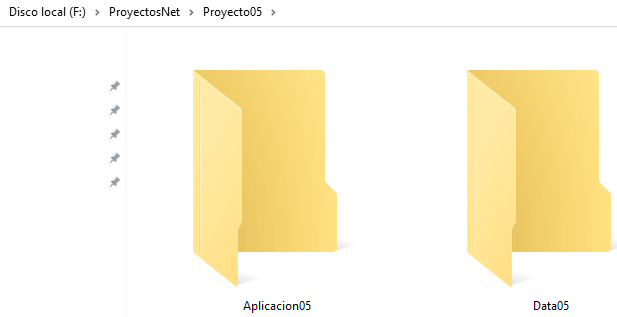 Disco local (F:) > ProyectosNet > Proyecto05 >
Aplicacion05 Data05